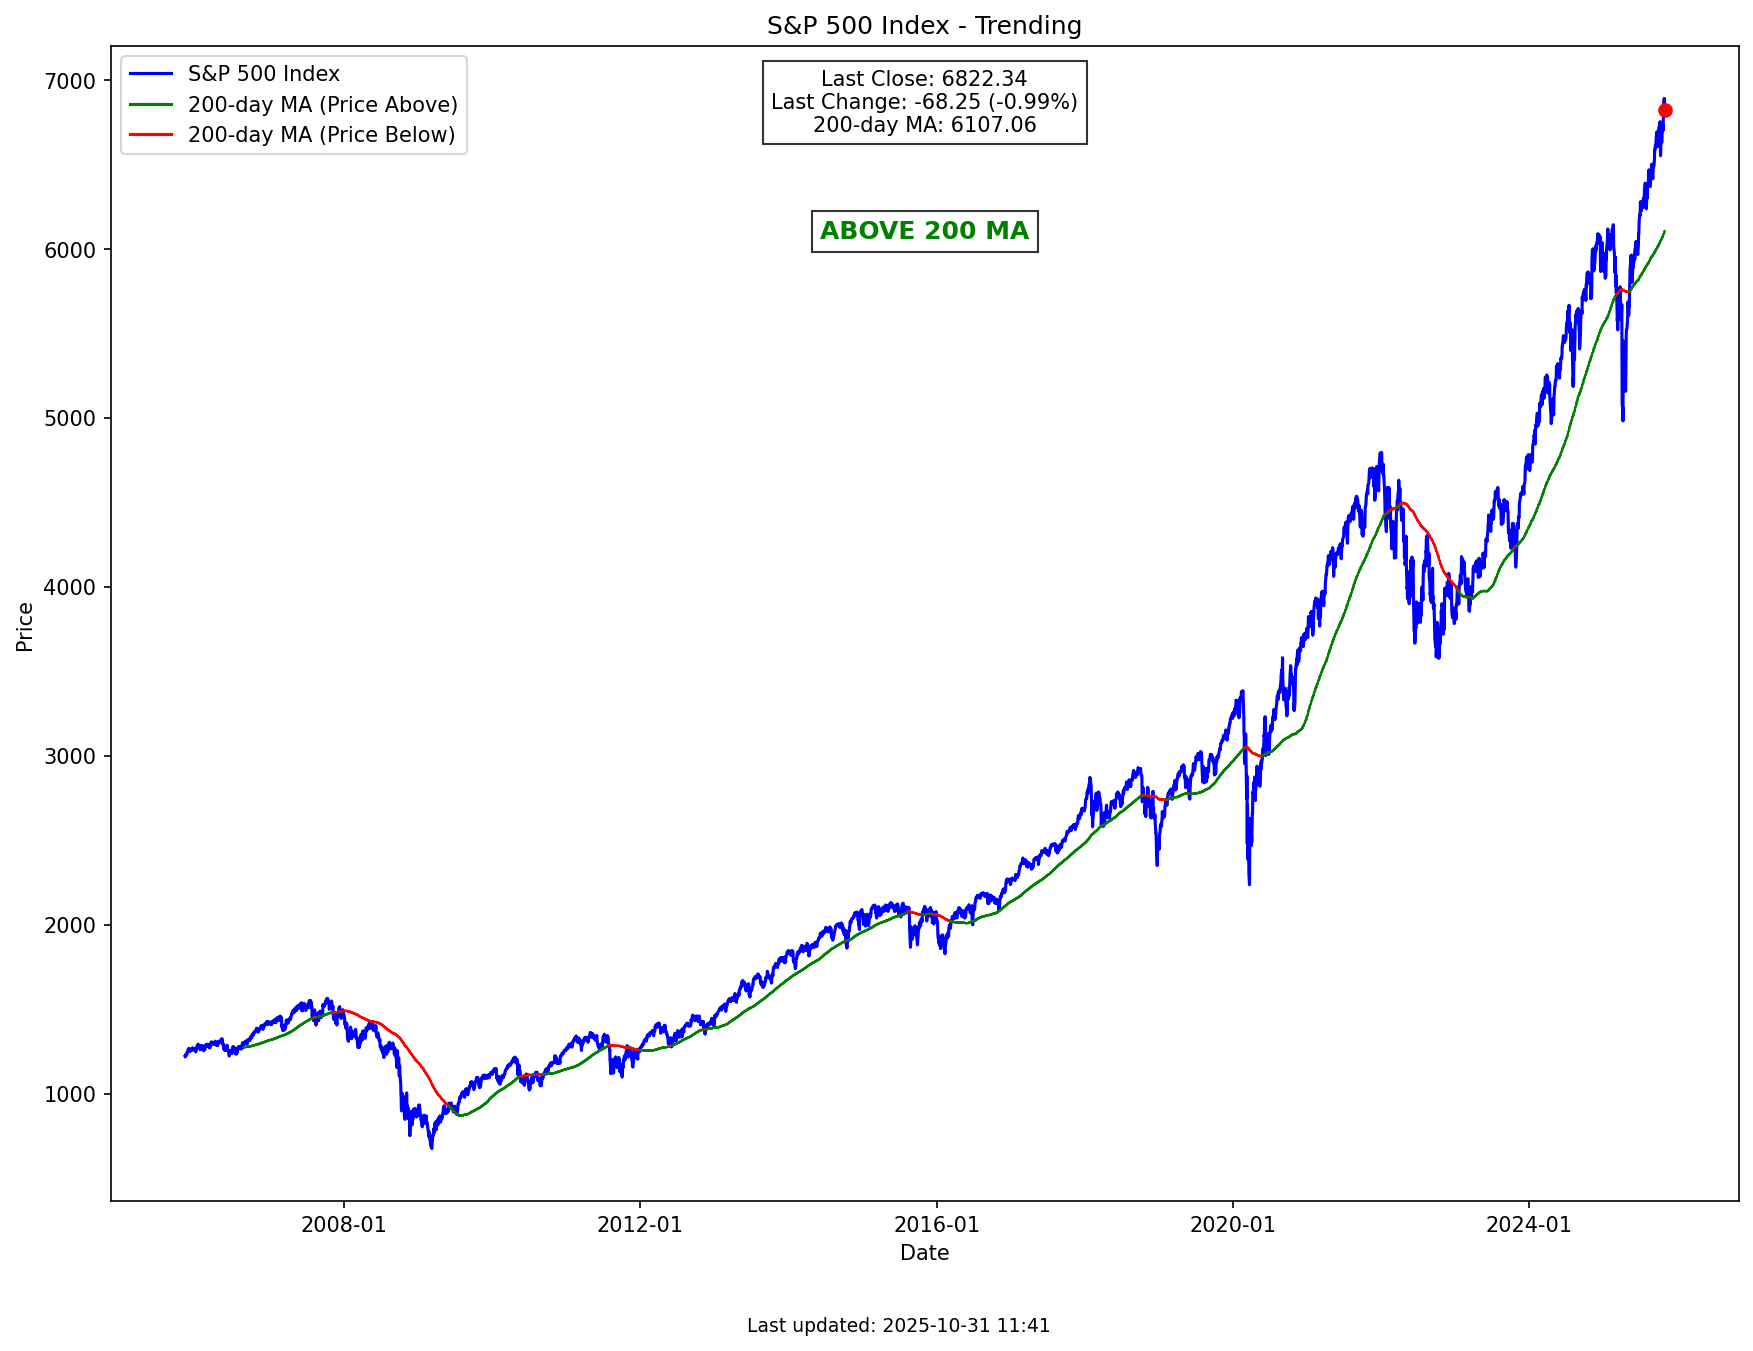 S&P 500 Index - Trending
S&P 500 Index
200-day MA (Price Above)
200-day MA (Price Below)
Last Close: 6822.34
Last Change: -68.25 (-0.99%)
200-day MA: 6107.06
ABOVE 200 MA
Price
7000
6000
5000
4000
3000
2000
1000
2008-01
2012-01
2016-01
2020-01
2024-01
Date
Last updated: 2025-10-31 11:41